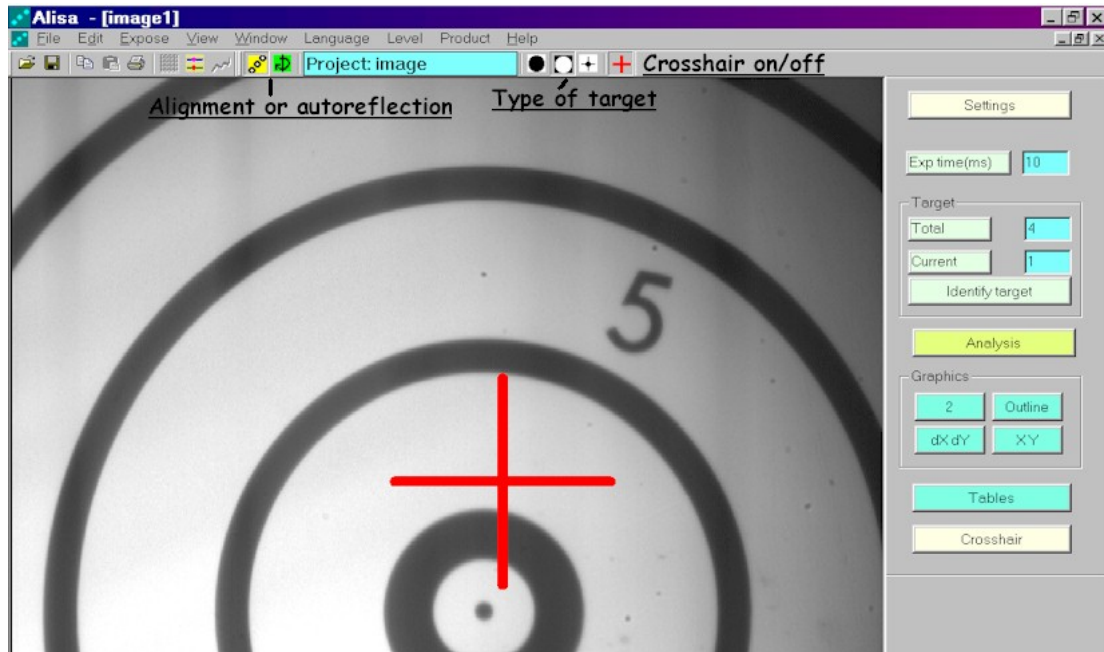 Alisa - [image1]
File Edit Expose View Window Language Level Product Help
Project: image
Crosshair on/off
Alignment or autoreflection
Type of target
5
Settings
Exp time(ms) 10
Target
Total 4
Current 1
Identify target
Analysis
Graphics
2 Outline
dX dY XY
Tables
Crosshair